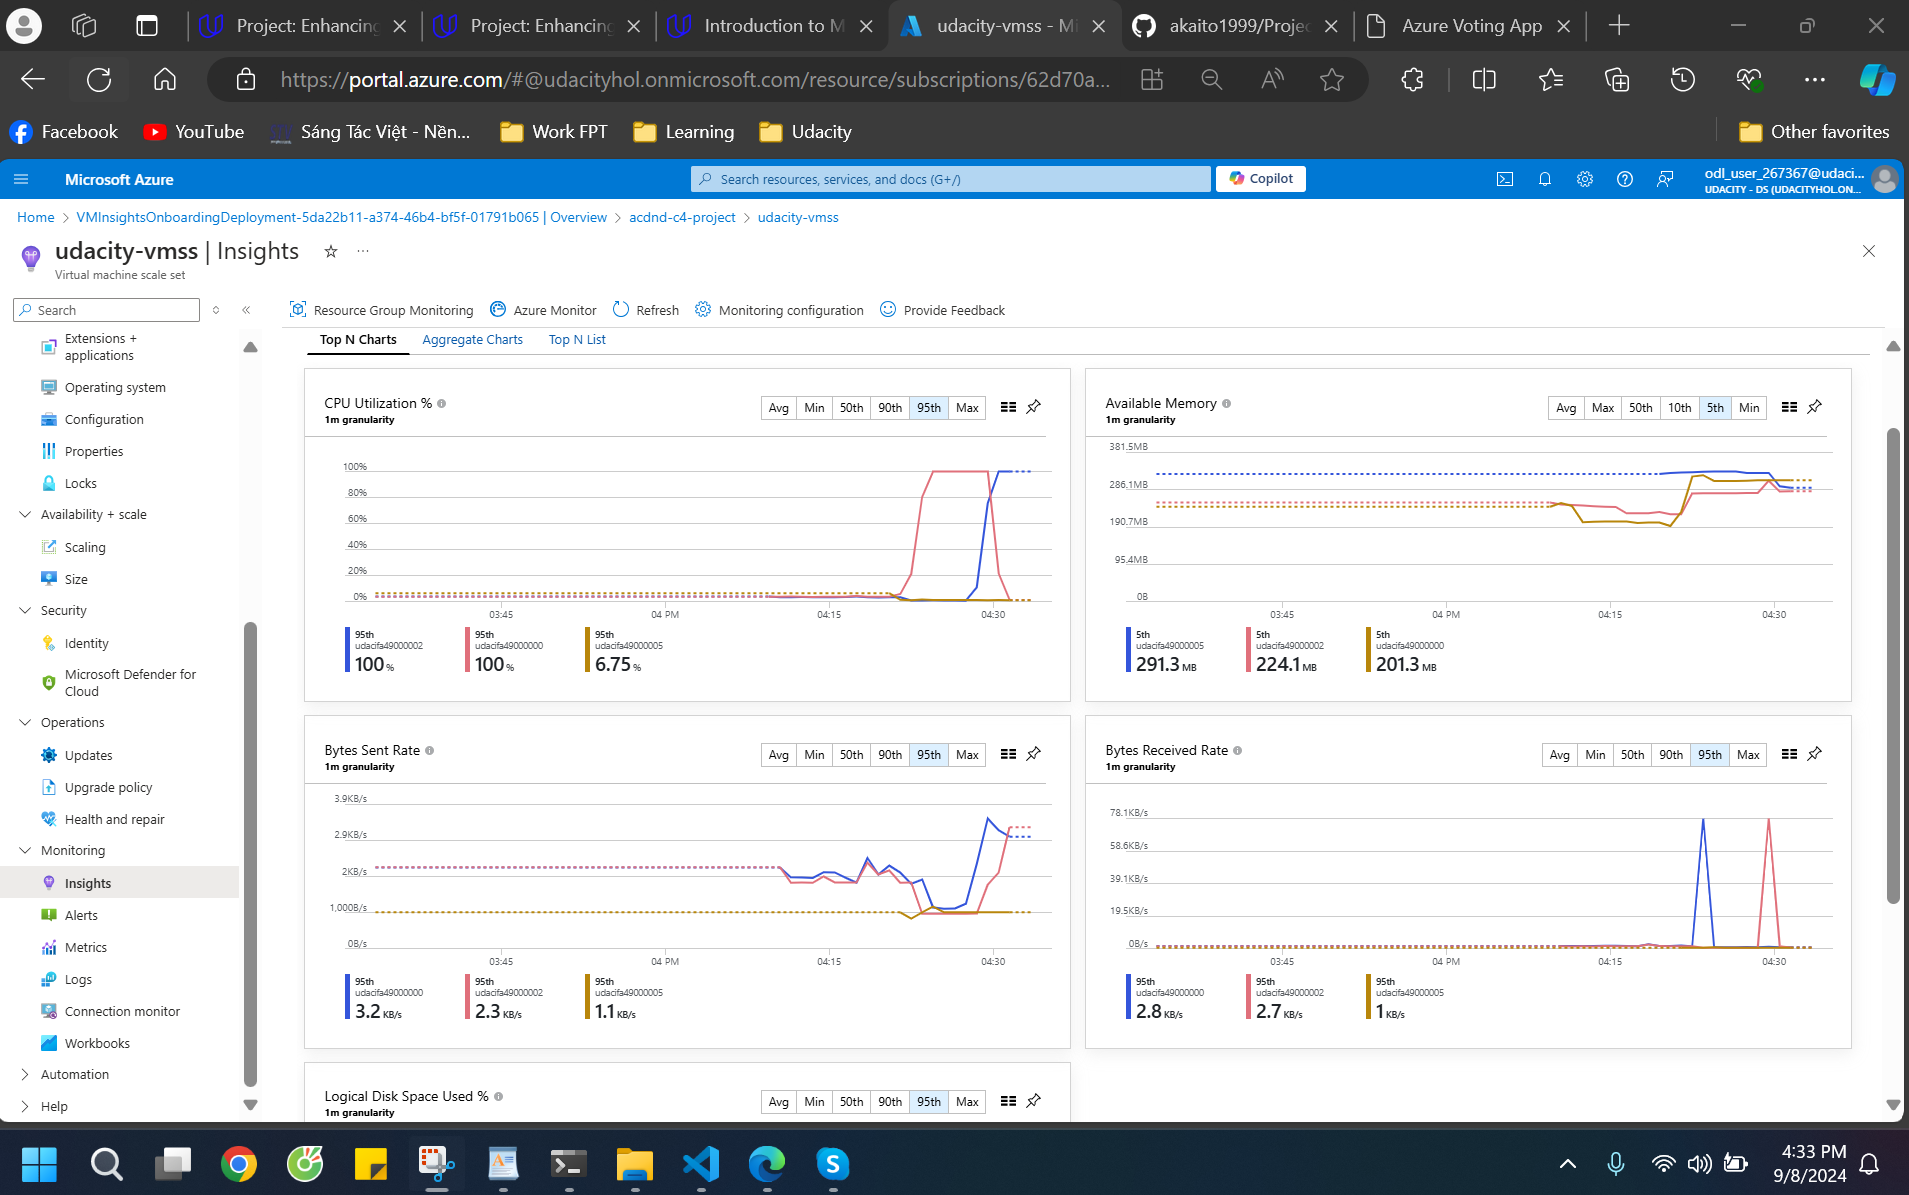 Project: Enhancing
Project: Enhancing
Introduction to M
udacity-vmss - Mi
akaito1999/Projec
Azure Voting App
https://portal.azure.com/#@udacityhol.onmicrosoft.com/resource/subscriptions/62d70a...
Facebook
YouTube
Sáng Tác Việt - Nền...
Work FPT
Learning
Udacity
Other favorites
Microsoft Azure
Search resources, services, and docs (G+/)
Copilot
odl_user_267367@udaci...
UDACITY - DS (UDACITYHOL.ON...
Home > VMInsightsOnboardingDeployment-5da22b11-a374-46b4-bf5f-01791b065 | Overview > acdnd-c4-project > udacity-vmss
udacity-vmss | Insights
Virtual machine scale set
Search
Extensions +
applications
Operating system
Configuration
Properties
Locks
Availability + scale
Scaling
Size
Security
Identity
Microsoft Defender for
Cloud
Operations
Updates
Upgrade policy
Health and repair
Monitoring
Insights
Alerts
Metrics
Logs
Connection monitor
Workbooks
Automation
Help
Resource Group Monitoring
Azure Monitor
Refresh
Monitoring configuration
Provide Feedback
Top N Charts
Aggregate Charts
Top N List
CPU Utilization %
1m granularity
Avg Min 50th 90th 95th Max
100%
80%
60%
40%
20%
0%
03:45 04 PM 04:15 04:30
95th
udacifa49000002
100 %
95th
udacifa49000000
100 %
95th
udacifa49000005
6.75 %
Available Memory
1m granularity
Avg Max 50th 10th 5th Min
381.5MB
286.1MB
190.7MB
95.4MB
0B
03:45 04 PM 04:15 04:30
5th
udacifa49000005
291.3 MB
5th
udacifa49000002
224.1 MB
5th
udacifa49000000
201.3 MB
Bytes Sent Rate
1m granularity
Avg Min 50th 90th 95th Max
3.9KB/s
2.9KB/s
2KB/s
1,000B/s
0B/s
03:45 04 PM 04:15 04:30
95th
udacifa49000000
3.2 KB/s
95th
udacifa49000002
2.3 KB/s
95th
udacifa49000005
1.1 KB/s
Bytes Received Rate
1m granularity
Avg Min 50th 90th 95th Max
78.1KB/s
58.6KB/s
39.1KB/s
19.5KB/s
0B/s
03:45 04 PM 04:15 04:30
95th
udacifa49000000
2.8 KB/s
95th
udacifa49000002
2.7 KB/s
95th
udacifa49000005
1 KB/s
Logical Disk Space Used %
1m granularity
Avg Min 50th 90th 95th Max
4:33 PM
9/8/2024